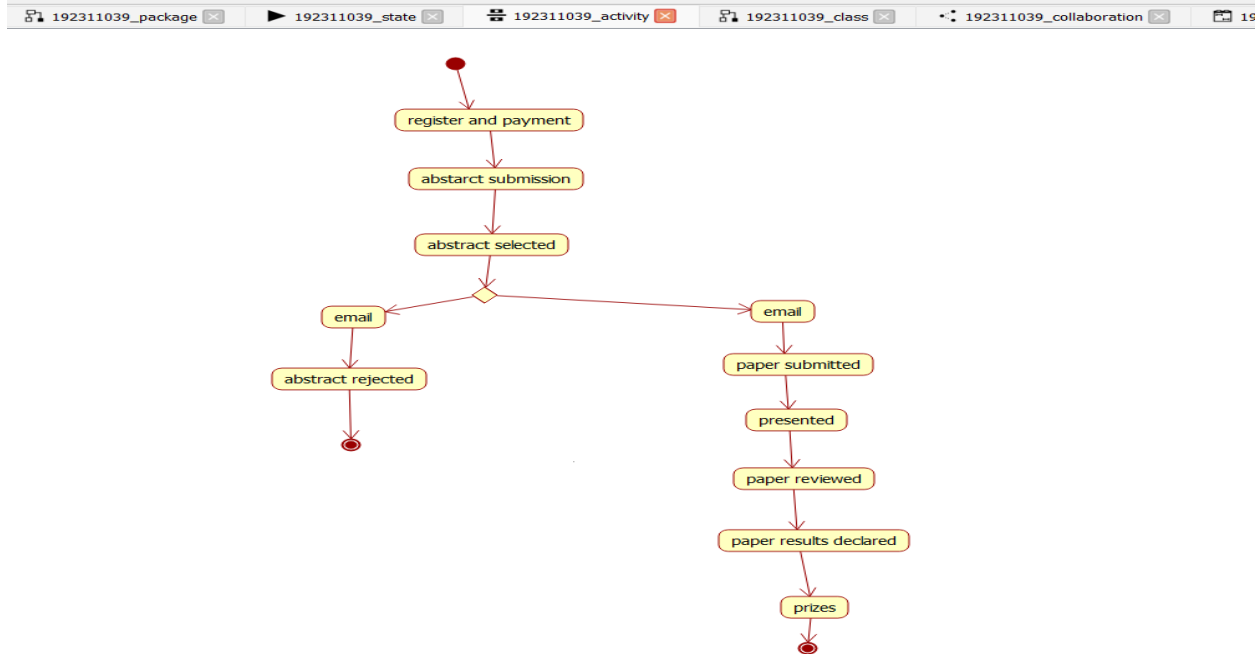 192311039_package 192311039_state 192311039_activity 192311039_class 192311039_collaboration 19
register and payment
abstarct submission
abstract selected
email
abstract rejected
email
paper submitted
presented
paper reviewed
paper results declared
prizes